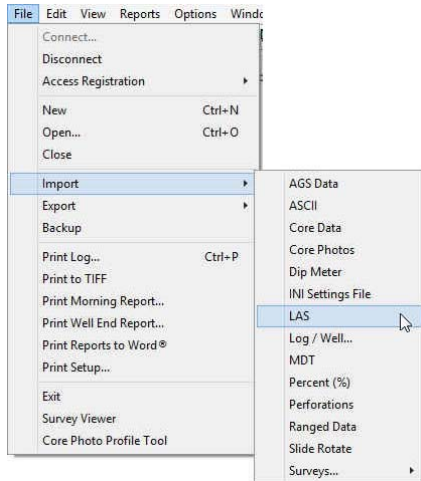 File Edit View Reports Options
Connect...
Disconnect
Access Registration
New Ctrl+N
Open... Ctrl+O
Close
Import
Export
Backup
Print Log... Ctrl+P
Print to TIFF
Print Morning Report...
Print Well End Report...
Print Reports to Word®
Print Setup...
Exit
Survey Viewer
Core Photo Profile Tool
AGS Data
ASCII
Core Data
Core Photos
Dip Meter
INI Settings File
LAS
Log / Well...
MDT
Percent (%)
Perforations
Ranged Data
Slide Rotate
Surveys...